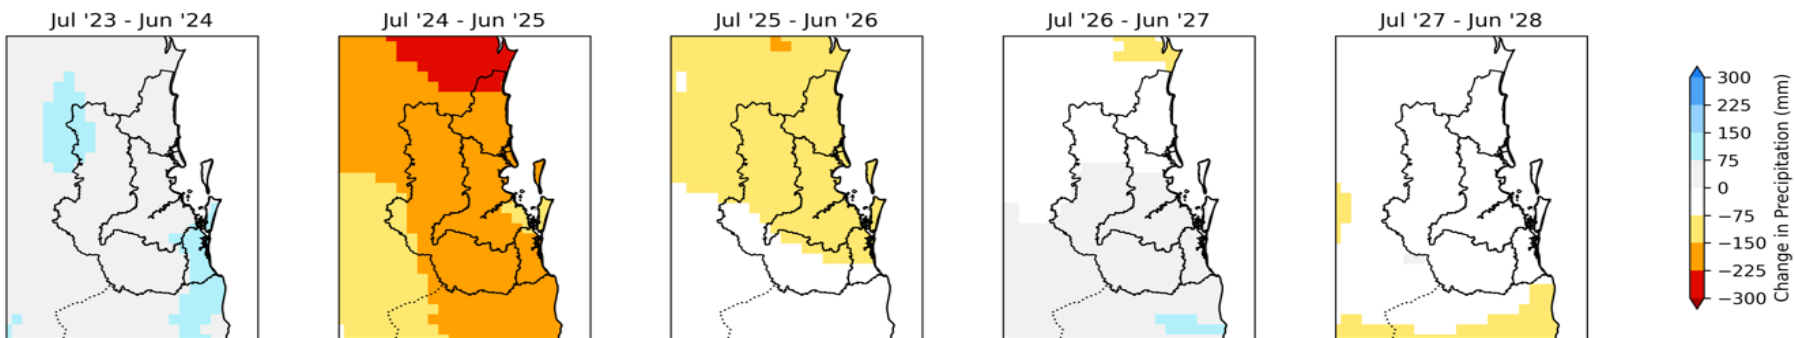 Jul '23 - Jun '24
Jul '24 - Jun '25
Jul '25 - Jun '26
Jul '26 - Jun '27
Jul '27 - Jun '28
300
225
150
75
0
−75
−150
−225
−300
Change in Precipitation (mm)